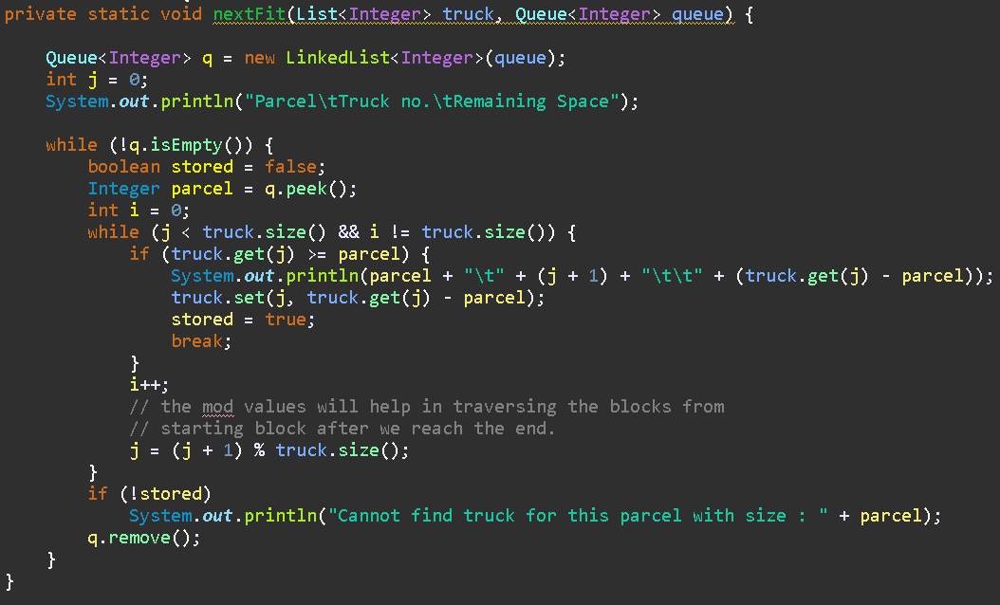 private static void nextFit(List<Integer> truck, Queue<Integer> queue) {
Queue<Integer> q = new LinkedList<Integer>(queue);
int j = 0;
System.out.println("Parcel\tTruck no.\tRemaining Space");
while (!q.isEmpty()) {
boolean stored = false;
Integer parcel = q.peek();
int i = 0;
while (j < truck.size() && i != truck.size()) {
if (truck.get(j) >= parcel) {
System.out.println(parcel + "\t" + (j + 1) + "\t\t" + (truck.get(j) - parcel));
truck.set(j, truck.get(j) - parcel);
stored = true;
break;
}
i++;
// the mod values will help in traversing the blocks from
// starting block after we reach the end.
j = (j + 1) % truck.size();
}
if (!stored)
System.out.println("Cannot find truck for this parcel with size : " + parcel);
q.remove();
}
}